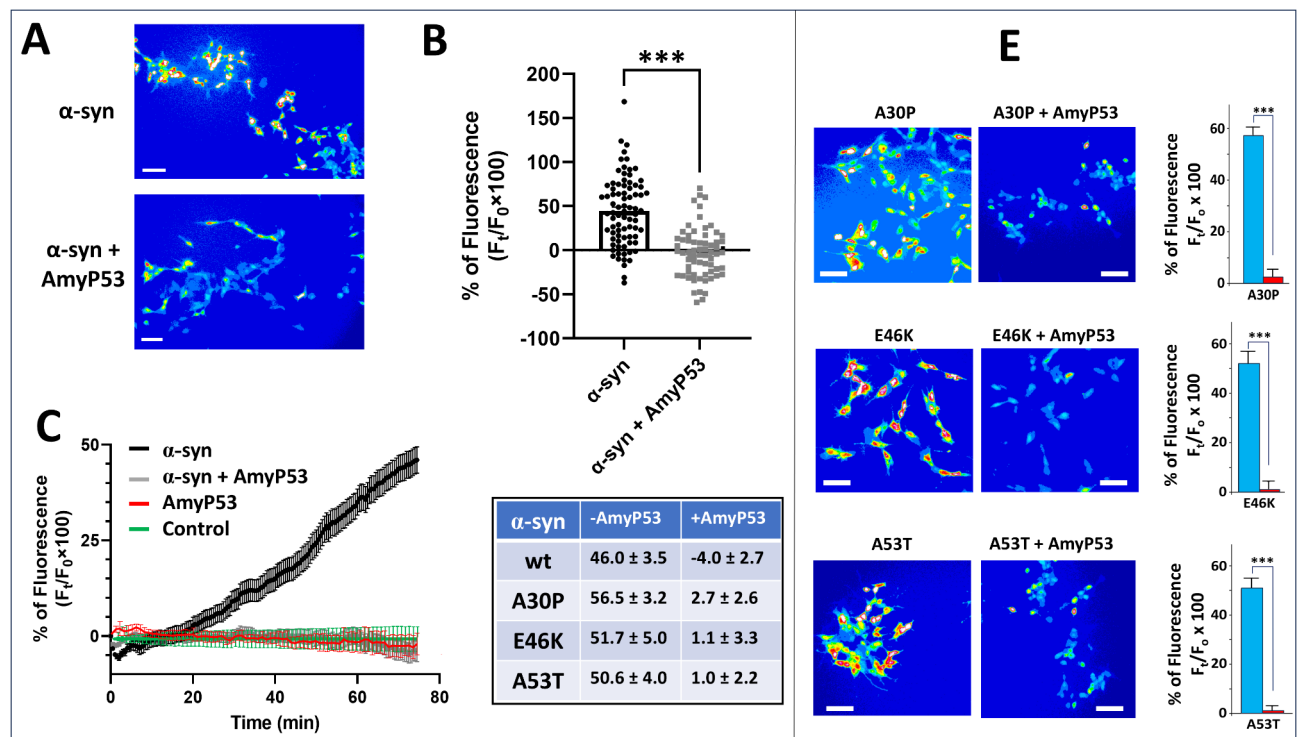 A
α-syn
α-syn +
AmyP53
B
***
200
150
100
50
0
-50
-100
% of Fluorescence
(Ft/F0×100)
α-syn
α-syn + AmyP53
C
50
25
0
% of Fluorescence
(Ft/F0×100)
α-syn
α-syn + AmyP53
AmyP53
Control
0 20 40 60 80
Time (min)
α-syn -AmyP53 +AmyP53
wt 46.0 ± 3.5 -4.0 ± 2.7
A30P 56.5 ± 3.2 2.7 ± 2.6
E46K 51.7 ± 5.0 1.1 ± 3.3
A53T 50.6 ± 4.0 1.0 ± 2.2
E
A30P A30P + AmyP53
% of Fluorescence
Ft/Fo x 100
60
40
20
0
***
A30P
E46K E46K + AmyP53
% of Fluorescence
Ft/Fo x 100
60
40
20
0
***
E46K
A53T A53T + AmyP53
% of Fluorescence
Ft/Fo x 100
60
40
20
0
***
A53T